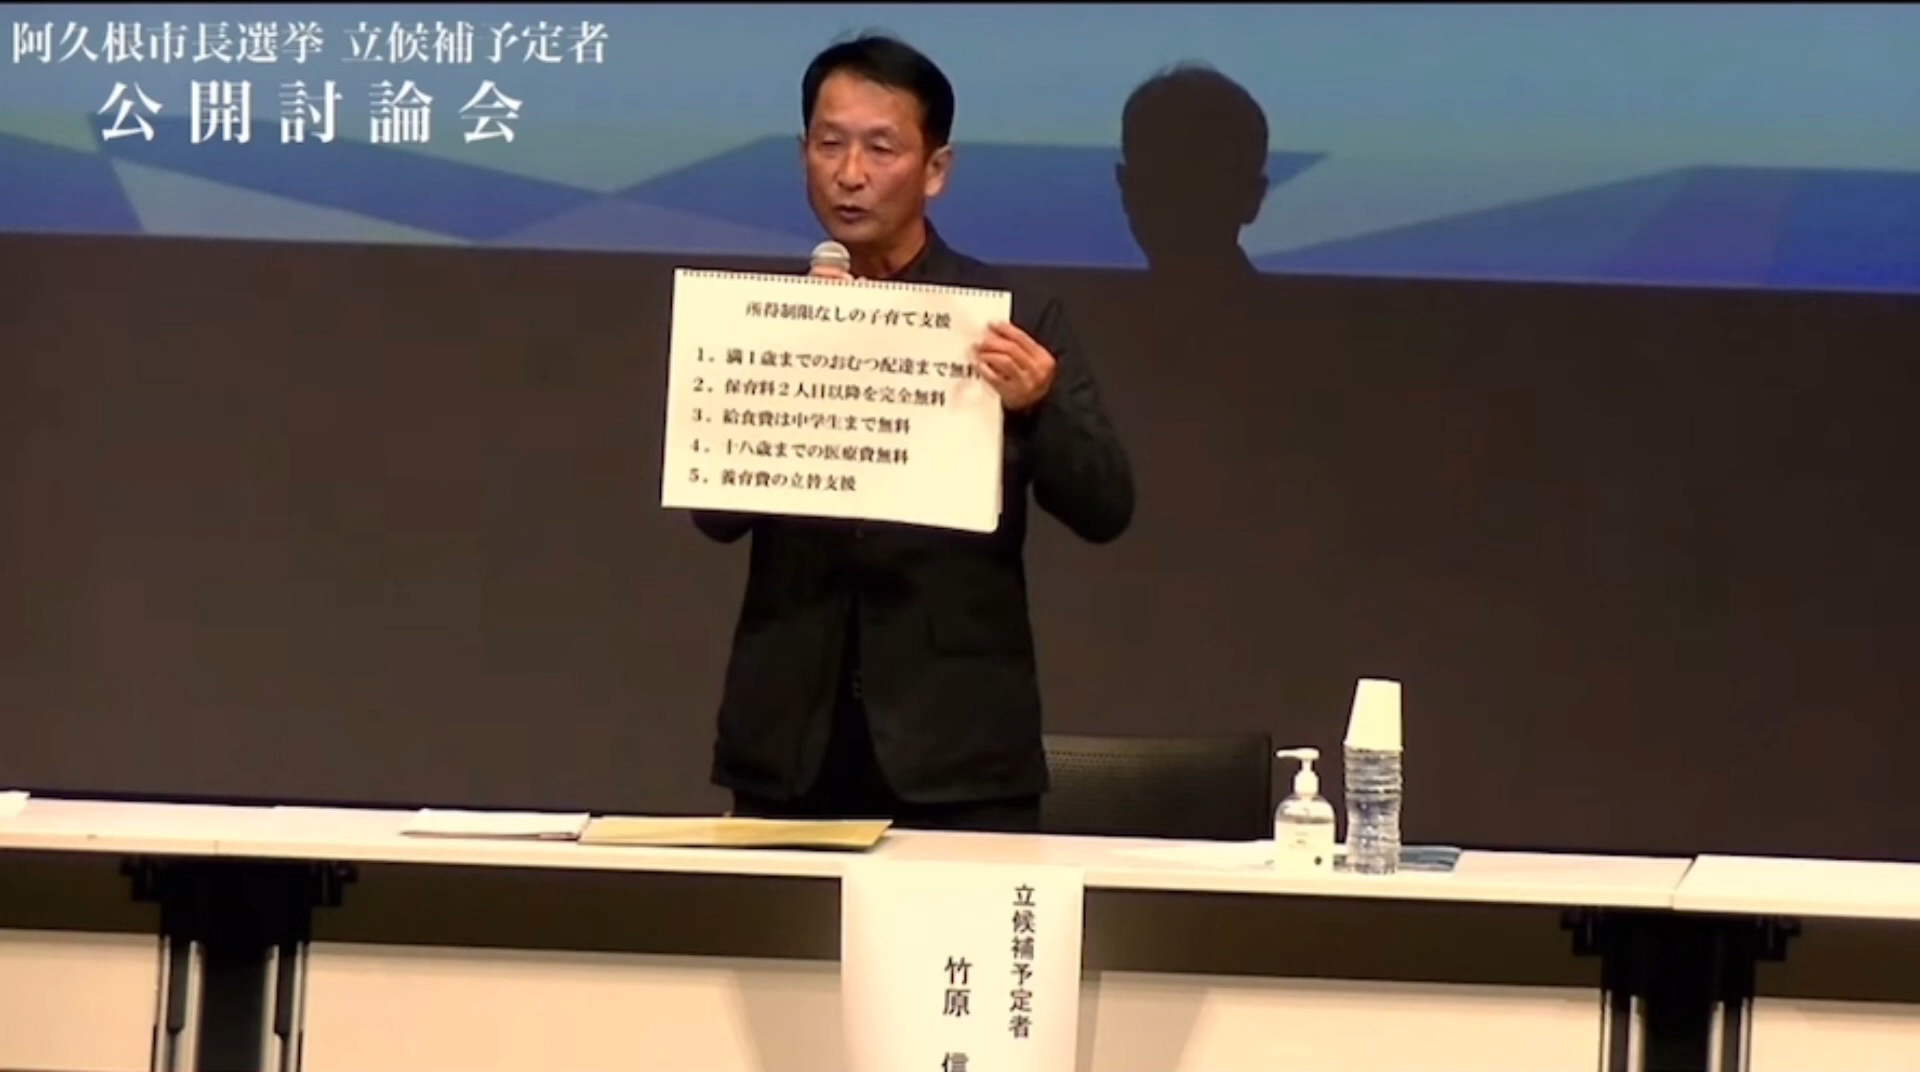 阿久根市長選挙 立候補予定者
公開討論会
所得制限なしの子育て支援
1．満1歳までのおむつ配達まで無料
2．保育料2人目以降を完全無料
3．給食費は中学生まで無料
4．十八歳までの医療費無料
5．養育費の立替支援
立候補予定者
竹原 信